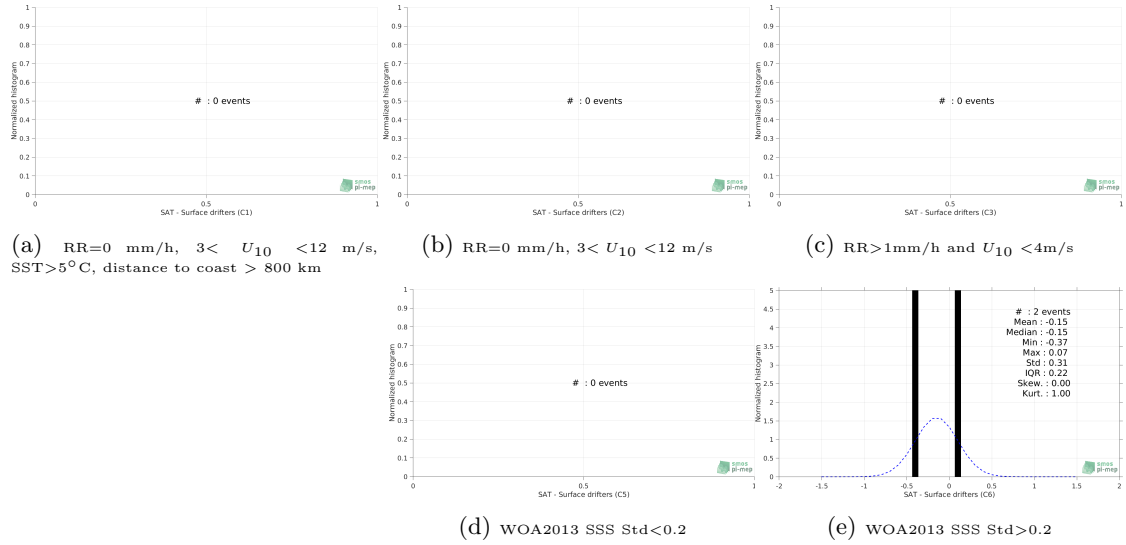 1
0.9
0.8
0.7
0.6
0.5
0.4
0.3
0.2
0.1
0
Normalized histogram
# : 0 events
smos
pi-mep
0 0.5 1
SAT - Surface drifters (C1)
(a) RR=0 mm/h, 3< U10 <12 m/s,
SST>5°C, distance to coast > 800 km
1
0.9
0.8
0.7
0.6
0.5
0.4
0.3
0.2
0.1
0
Normalized histogram
# : 0 events
smos
pi-mep
0 0.5 1
SAT - Surface drifters (C2)
(b) RR=0 mm/h, 3< U10 <12 m/s
1
0.9
0.8
0.7
0.6
0.5
0.4
0.3
0.2
0.1
0
Normalized histogram
# : 0 events
smos
pi-mep
0 0.5 1
SAT - Surface drifters (C3)
(c) RR>1mm/h and U10 <4m/s
1
0.9
0.8
0.7
0.6
0.5
0.4
0.3
0.2
0.1
0
Normalized histogram
# : 0 events
smos
pi-mep
0 0.5 1
SAT - Surface drifters (C5)
(d) WOA2013 SSS Std<0.2
5
4.5
4
3.5
3
2.5
2
1.5
1
0.5
0
Normalized histogram
# : 2 events
Mean : -0.15
Median : -0.15
Min : -0.37
Max : 0.07
Std : 0.31
IQR : 0.22
Skew. : 0.00
Kurt. : 1.00
smos
pi-mep
-2 -1.5 -1 -0.5 0 0.5 1 1.5 2
SAT - Surface drifters (C6)
(e) WOA2013 SSS Std>0.2